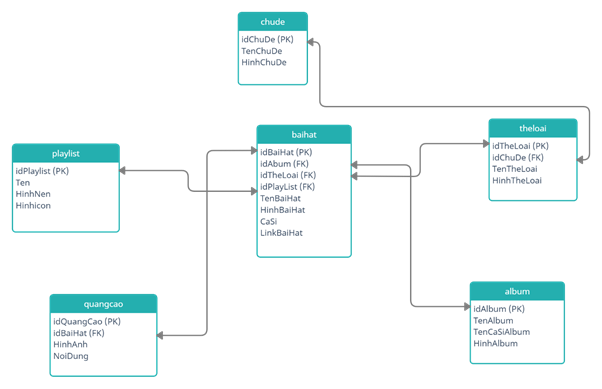 chude
idChuDe (PK)
TenChuDe
HinhChuDe
baihat
idBaiHat (PK)
idAbum (FK)
idTheLoai (FK)
idPlayList (FK)
TenBaiHat
HinhBaiHat
CaSi
LinkBaiHat
theloai
idTheLoai (PK)
idChuDe (FK)
TenTheLoai
HinhTheLoai
playlist
idPlaylist (PK)
Ten
HinhNen
Hinhicon
quangcao
idQuangCao (PK)
idBaiHat (FK)
HinhAnh
NoiDung
album
idAlbum (PK)
TenAlbum
TenCaSiAlbum
HinhAlbum